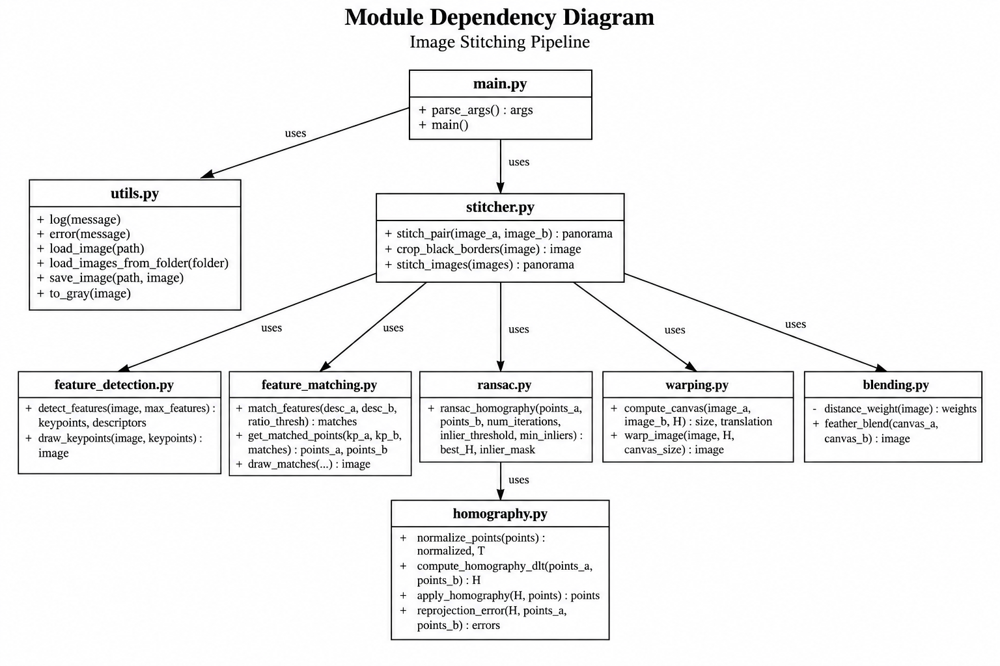 Module Dependency Diagram
Image Stitching Pipeline
main.py
+ parse_args() : args
+ main()
uses
uses
utils.py
+ log(message)
+ error(message)
+ load_image(path)
+ load_images_from_folder(folder)
+ save_image(path, image)
+ to_gray(image)
stitcher.py
+ stitch_pair(image_a, image_b) : panorama
+ crop_black_borders(image) : image
+ stitch_images(images) : panorama
uses
uses
uses
uses
uses
feature_detection.py
+ detect_features(image, max_features) :
keypoints, descriptors
+ draw_keypoints(image, keypoints) :
image
feature_matching.py
+ match_features(desc_a, desc_b,
ratio_thresh) : matches
+ get_matched_points(kp_a, kp_b,
matches) : points_a, points_b
+ draw_matches(...) : image
ransac.py
+ ransac_homography(points_a,
points_b, num_iterations,
inlier_threshold, min_inliers) :
best_H, inlier_mask
warping.py
+ compute_canvas(image_a,
image_b, H) : size, translation
+ warp_image(image, H,
canvas_size) : image
blending.py
- distance_weight(image) : weights
+ feather_blend(canvas_a,
canvas_b) : image
uses
homography.py
+ normalize_points(points) :
normalized, T
+ compute_homography_dlt(points_a,
points_b) : H
+ apply_homography(H, points) : points
+ reprojection_error(H, points_a,
points_b) : errors